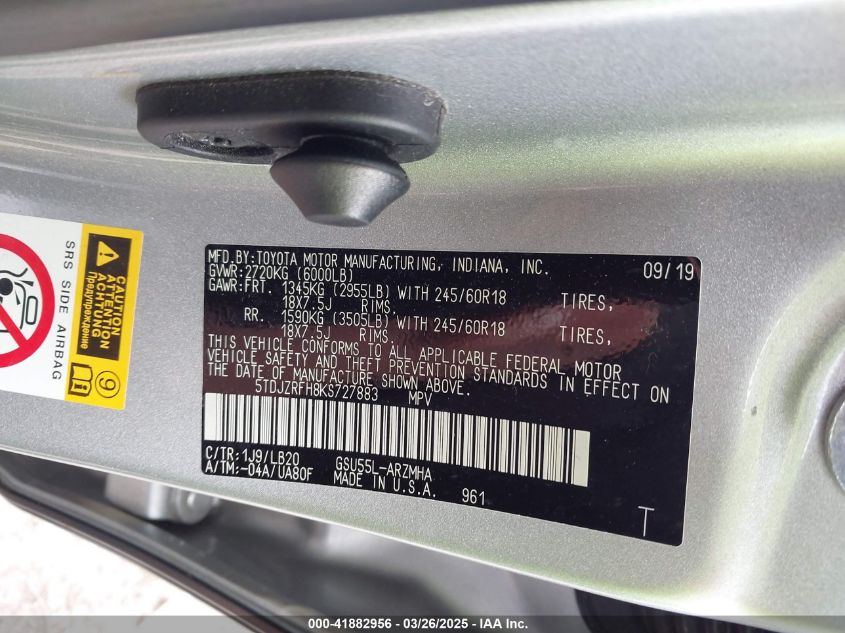 MFD.BY:TOYOTA MOTOR MANUFACTURING, INDIANA, INC. 09/19
GVWR:2720KG (6000LB)
GAWR:FRT. 1345KG (2955LB) WITH 245/60R18 TIRES,
18X7.5J RIMS.
RR. 1590KG (3505LB) WITH 245/60R18 TIRES,
18X7.5J RIMS.
THIS VEHICLE CONFORMS TO ALL APPLICABLE FEDERAL MOTOR
VEHICLE SAFETY AND THEFT PREVENTION STANDARDS IN EFFECT ON
THE DATE OF MANUFACTURE SHOWN ABOVE.
5TDJZRFH8KS727883 MPV
C/TR:1J9/LB20 GSU55L-ARZMHA
A/TM:-04A/UA80F MADE IN U.S.A. 961
T
SRS SIDE AIRBAG
CAUTION
ATTENTION
Предупреждение
9
000-41882956 - 03/26/2025 - © IAA Inc.